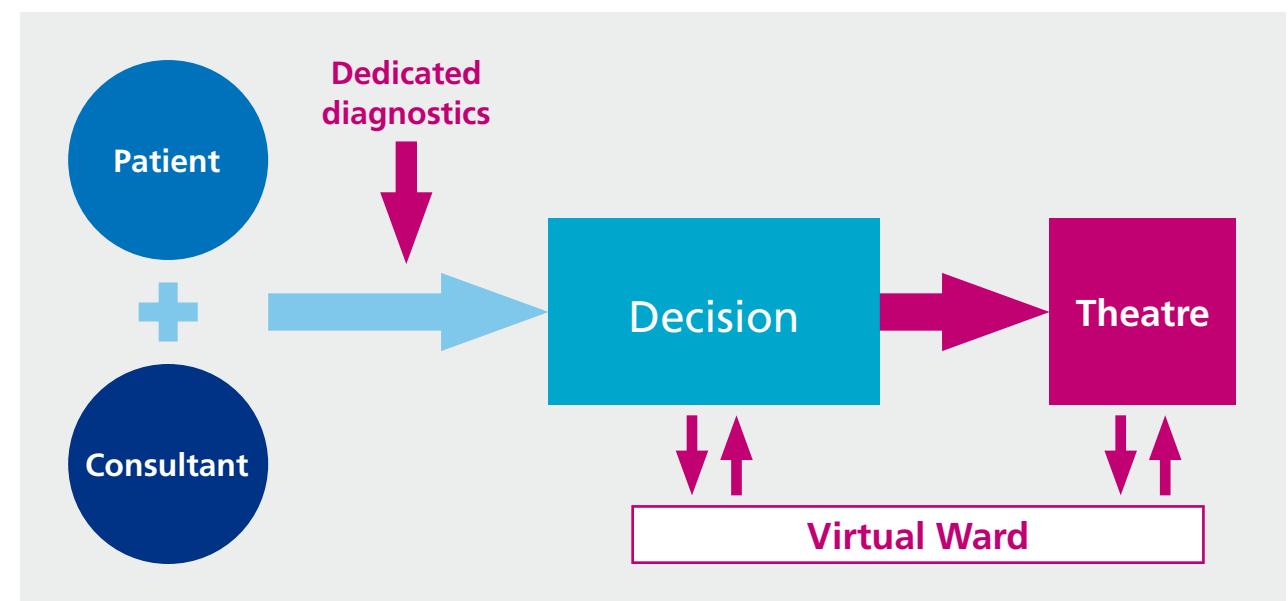 Dedicated
diagnostics
Patient
Consultant
Decision
Theatre
Virtual Ward